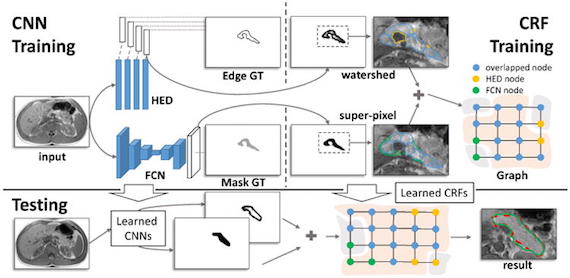 CNN
Training
input
HED
FCN
Edge GT
Mask GT
watershed
super-pixel
CRF
Training
overlapped node
HED node
FCN node
Graph
Testing
Learned
CNNs
Learned CRFs
result